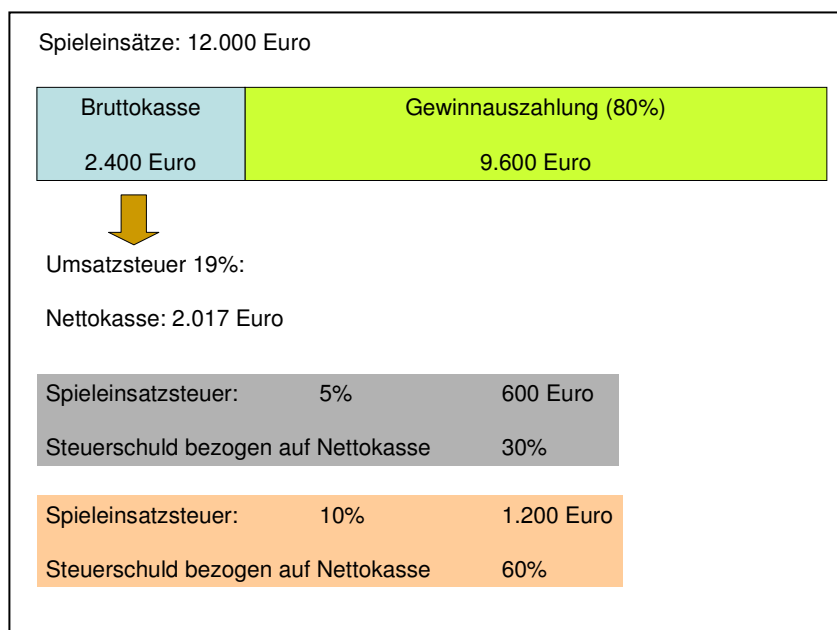 Spieleinsätze: 12.000 Euro
Bruttokasse Gewinnauszahlung (80%)
2.400 Euro 9.600 Euro
Umsatzsteuer 19%:
Nettokasse: 2.017 Euro
Spieleinsatzsteuer: 5% 600 Euro
Steuerschuld bezogen auf Nettokasse 30%
Spieleinsatzsteuer: 10% 1.200 Euro
Steuerschuld bezogen auf Nettokasse 60%